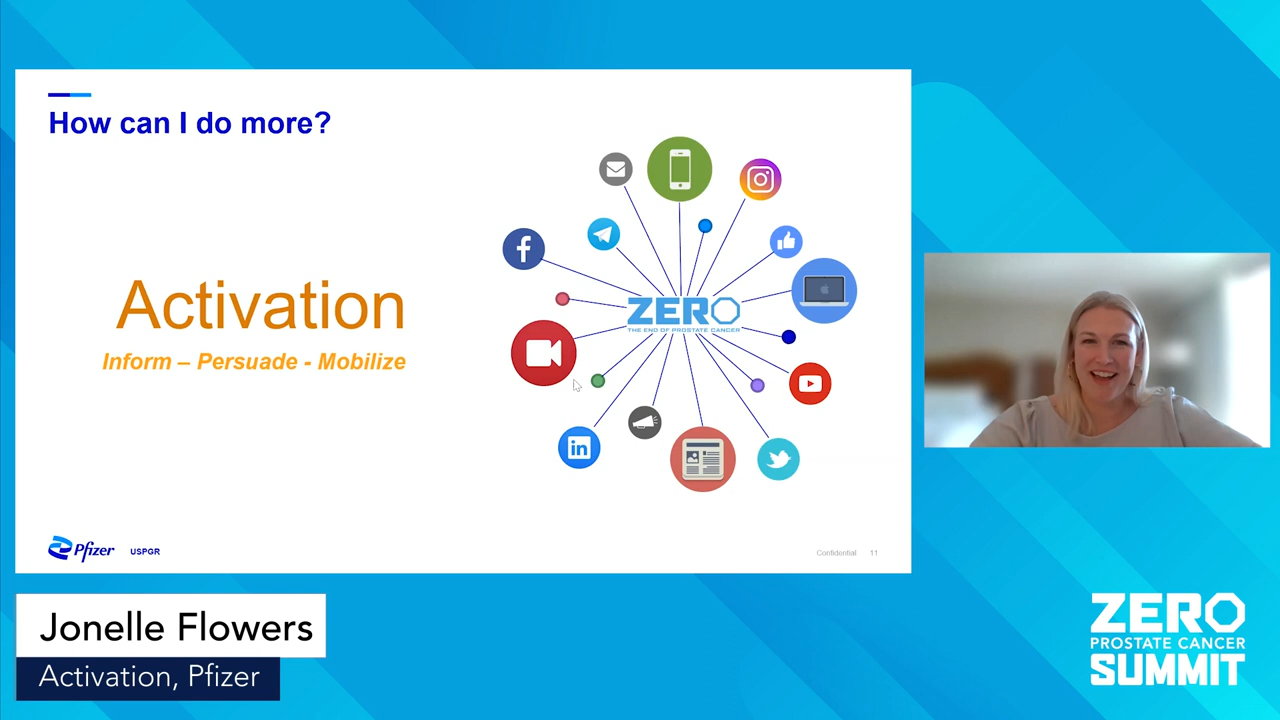 How can I do more?
Activation
Inform – Persuade - Mobilize
ZERO
THE END OF PROSTATE CANCER
Pfizer USPGR
Confidential 11
Jonelle Flowers
Activation, Pfizer
ZERO
PROSTATE CANCER
SUMMIT